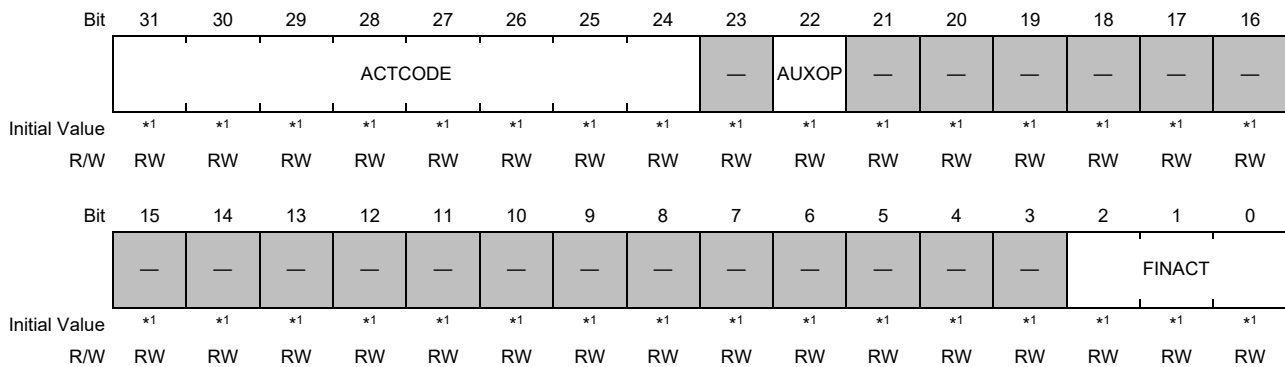 Bit 31 30 29 28 27 26 25 24 23 22 21 20 19 18 17 16
ACTCODE — AUXOP — — — — — —
Initial Value *1 *1 *1 *1 *1 *1 *1 *1 *1 *1 *1 *1 *1 *1 *1 *1
R/W RW RW RW RW RW RW RW RW RW RW RW RW RW RW RW RW
Bit 15 14 13 12 11 10 9 8 7 6 5 4 3 2 1 0
— — — — — — — — — — — — — FINACT
Initial Value *1 *1 *1 *1 *1 *1 *1 *1 *1 *1 *1 *1 *1 *1 *1 *1
R/W RW RW RW RW RW RW RW RW RW RW RW RW RW RW RW RW